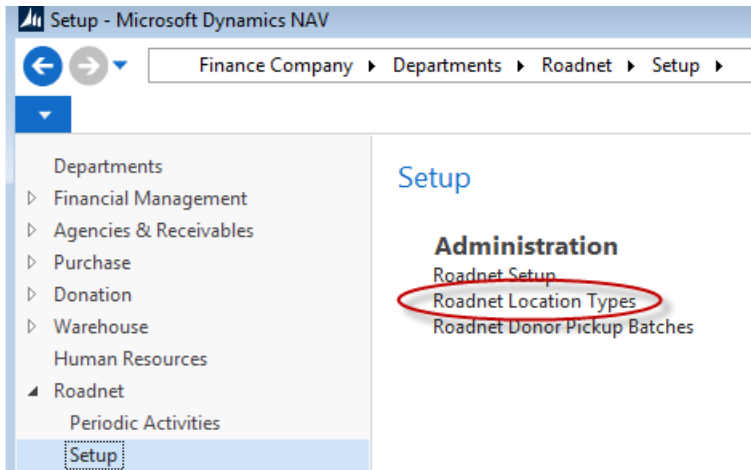 Setup - Microsoft Dynamics NAV
Finance Company ▸ Departments ▸ Roadnet ▸ Setup ▸
Departments
Financial Management
Agencies & Receivables
Purchase
Donation
Warehouse
Human Resources
Roadnet
Periodic Activities
Setup
Setup
Administration
Roadnet Setup
Roadnet Location Types
Roadnet Donor Pickup Batches